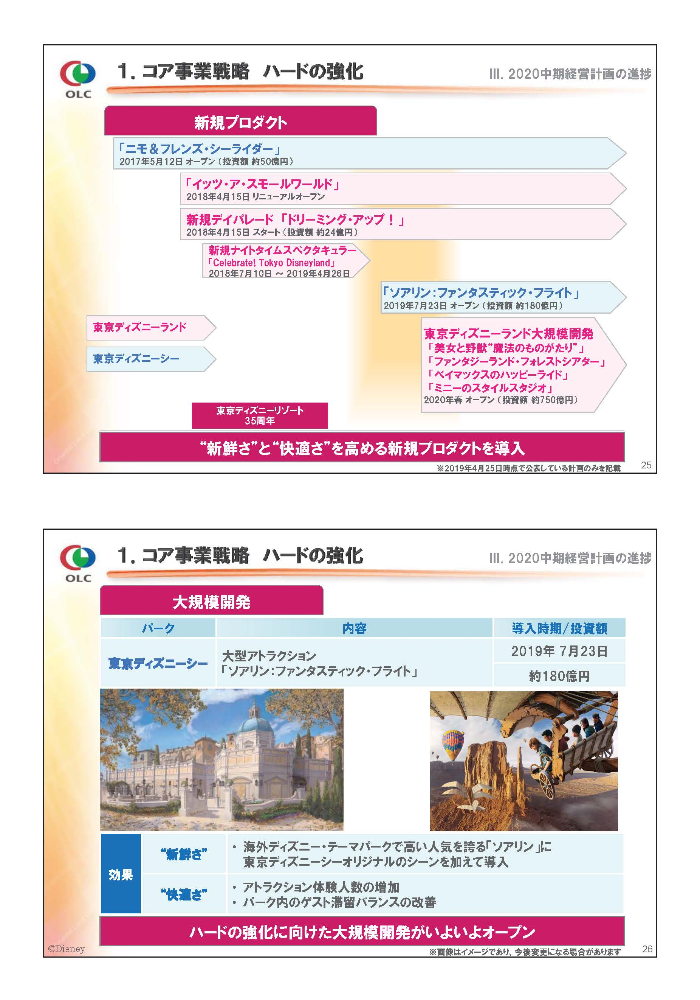 OLC
1. コア事業戦略　ハードの強化
III. 2020中期経営計画の進捗
新規プロダクト
「ニモ＆フレンズ・シーライダー」
2017年5月12日 オープン（投資額 約50億円）
「イッツ・ア・スモールワールド」
2018年4月15日 リニューアルオープン
新規デイパレード 「ドリーミング・アップ！」
2018年4月15日 スタート（投資額 約24億円）
新規ナイトタイムスペクタキュラー
「Celebrate! Tokyo Disneyland」
2018年7月10日 ～ 2019年4月26日
「ソアリン：ファンタスティック・フライト」
2019年7月23日 オープン（投資額 約180億円）
東京ディズニーランド
東京ディズニーシー
東京ディズニーランド大規模開発
「美女と野獣“魔法のものがたり”」
「ファンタジーランド・フォレストシアター」
「ベイマックスのハッピーライド」
「ミニーのスタイルスタジオ」
2020年春 オープン（投資額 約750億円）
東京ディズニーリゾート
35周年
“新鮮さ”と“快適さ”を高める新規プロダクトを導入
※2019年4月25日時点で公表している計画のみを記載
25
OLC
1. コア事業戦略　ハードの強化
III. 2020中期経営計画の進捗
大規模開発
パーク
内容
導入時期/投資額
東京ディズニーシー
大型アトラクション
「ソアリン：ファンタスティック・フライト」
2019年 7月23日
約180億円
効果
“新鮮さ”
・ 海外ディズニー・テーマパークで高い人気を誇る「ソアリン」に
東京ディズニーシーオリジナルのシーンを加えて導入
“快適さ”
・ アトラクション体験人数の増加
・ パーク内のゲスト滞留バランスの改善
ハードの強化に向けた大規模開発がいよいよオープン
©Disney
※画像はイメージであり、今後変更になる場合があります
26